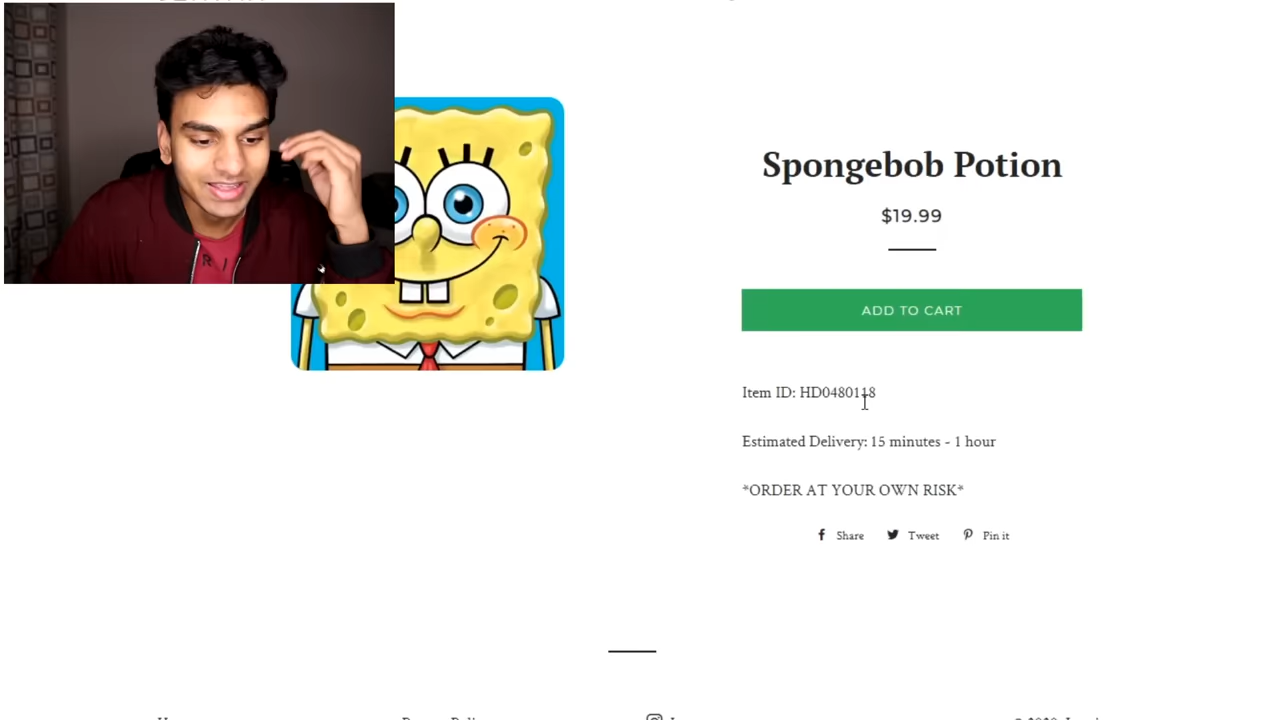 Spongebob Potion
$19.99
ADD TO CART
Item ID: HD0480118
Estimated Delivery: 15 minutes - 1 hour
*ORDER AT YOUR OWN RISK*
Share Tweet Pin it